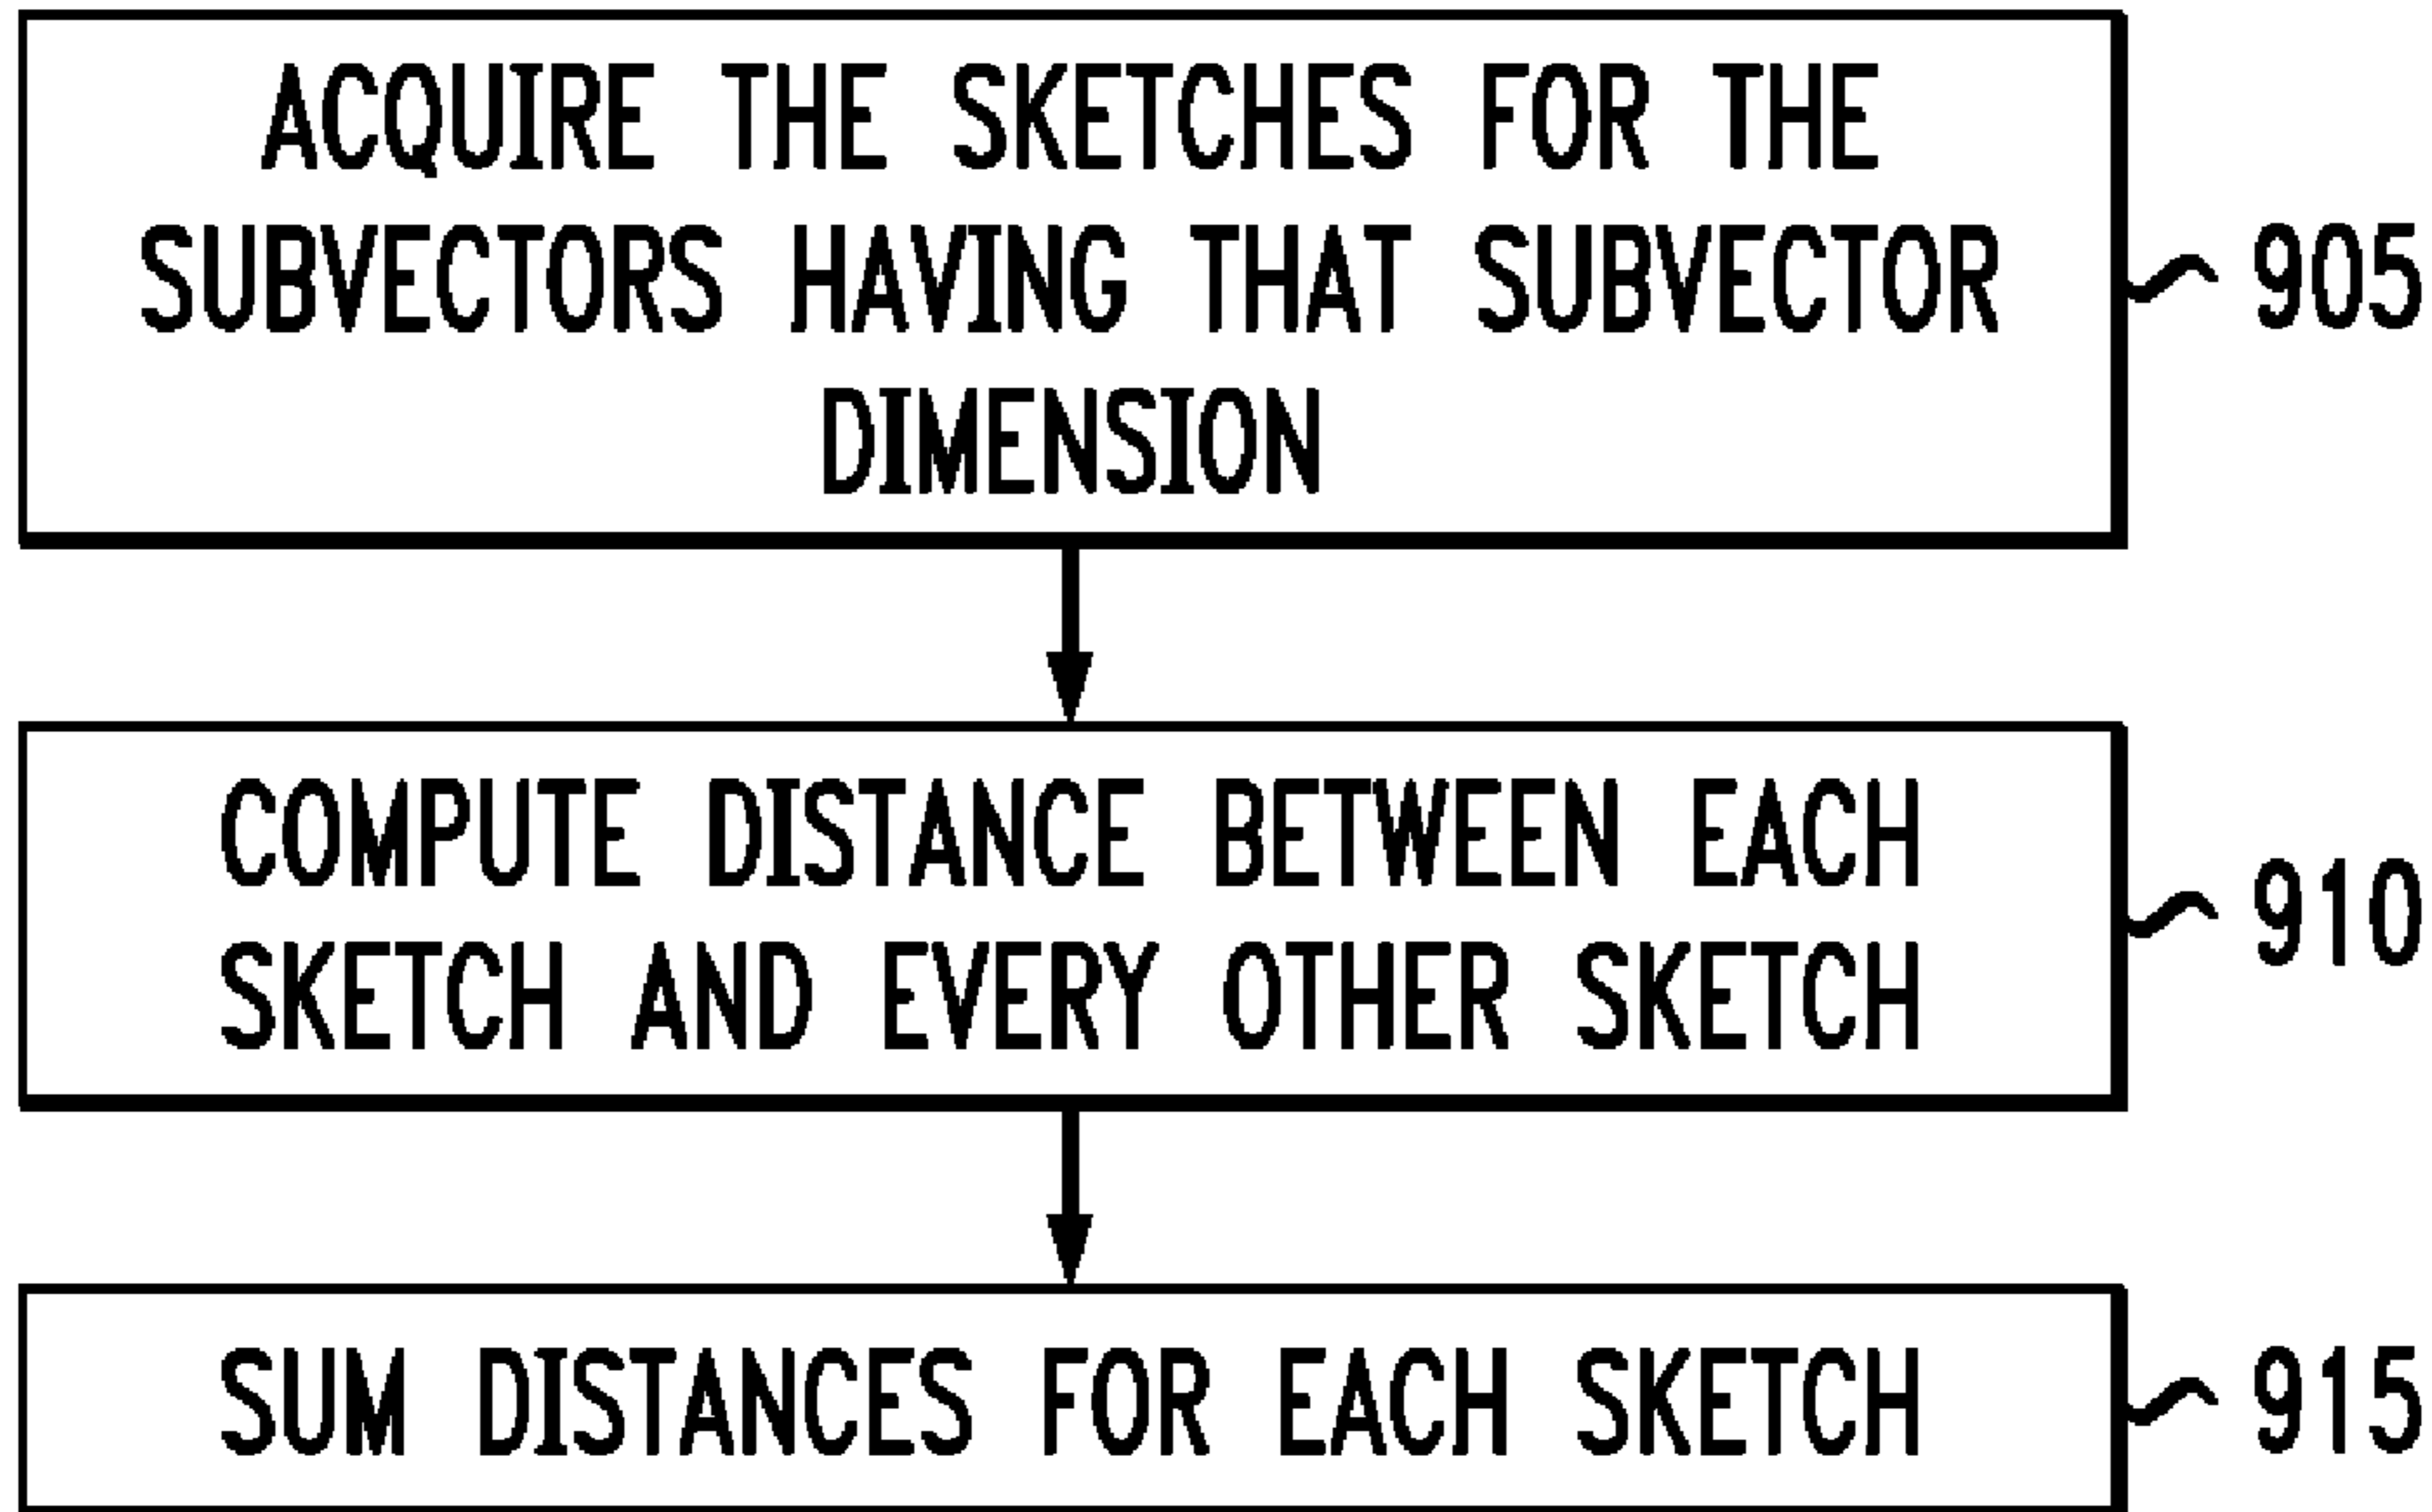 ACQUIRE THE SKETCHES FOR THE
SUBVECTORS HAVING THAT SUBVECTOR
DIMENSION
905
COMPUTE DISTANCE BETWEEN EACH
SKETCH AND EVERY OTHER SKETCH
910
SUM DISTANCES FOR EACH SKETCH
915